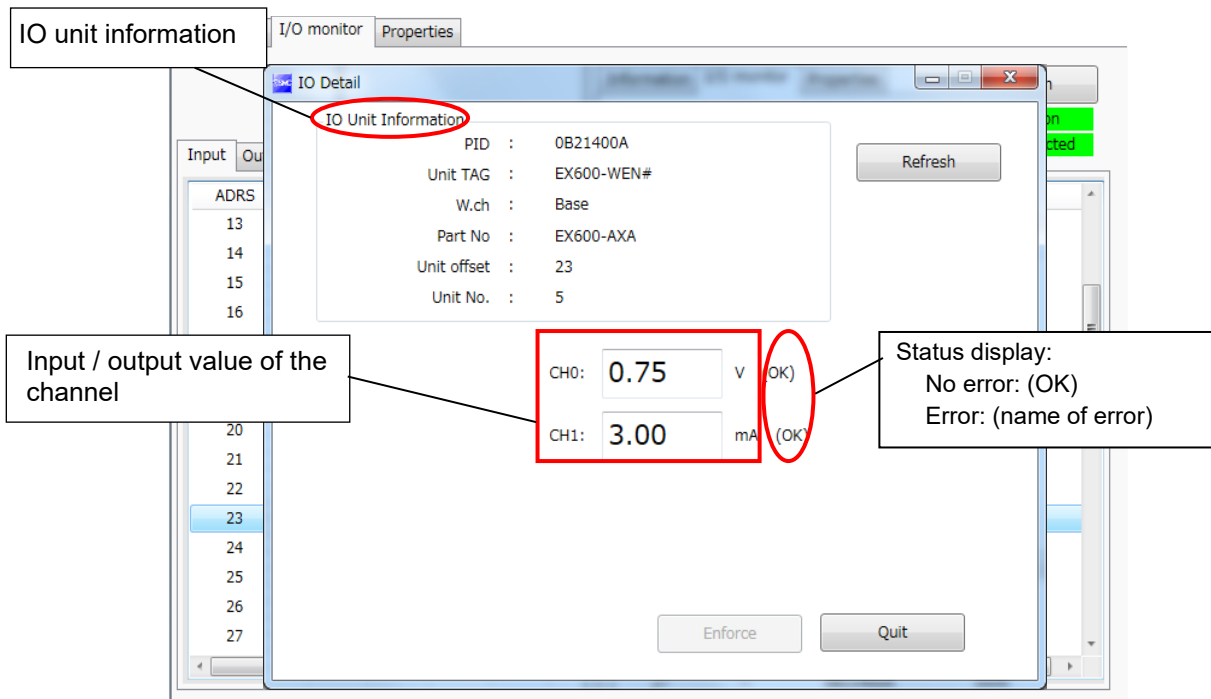 IO unit information
I/O monitor Properties
IO Detail
IO Unit Information
PID : 0B21400A
Unit TAG : EX600-WEN#
W.ch : Base
Part No : EX600-AXA
Unit offset : 23
Unit No. : 5
Refresh
Input
ADRS
13
14
15
16
Input / output value of the
channel
CH0: 0.75 V (OK)
CH1: 3.00 mA (OK)
Status display:
No error: (OK)
Error: (name of error)
20
21
22
23
24
25
26
27
Enforce Quit